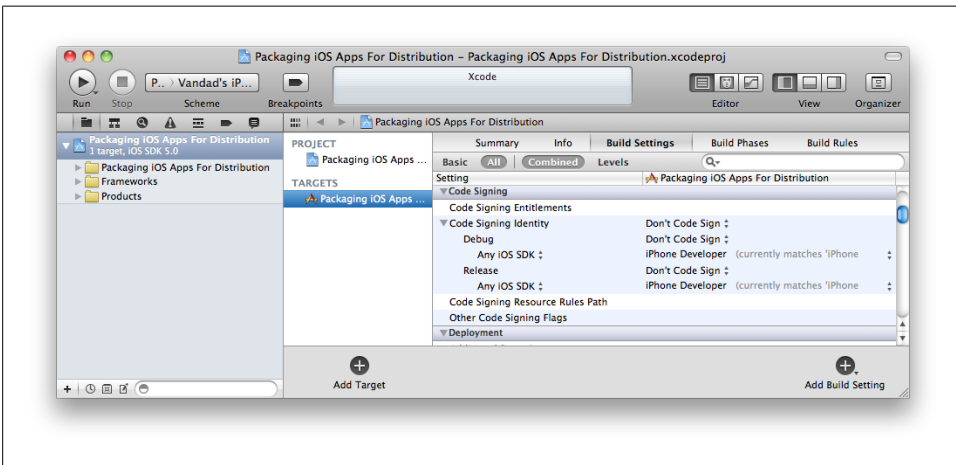 Packaging iOS Apps For Distribution – Packaging iOS Apps For Distribution.xcodeproj
P.. Vandad's iP...
Xcode
Run Stop Scheme Breakpoints Editor View Organizer
Packaging iOS Apps For Distribution
Packaging iOS Apps For Distribution
1 target, iOS SDK 5.0
Packaging iOS Apps For Distribution
Frameworks
Products
PROJECT
Packaging iOS Apps ...
TARGETS
Packaging iOS Apps ...
Summary Info Build Settings Build Phases Build Rules
Basic All Combined Levels
Setting Packaging iOS Apps For Distribution
Code Signing
Code Signing Entitlements
Code Signing Identity Don't Code Sign
Debug Don't Code Sign
Any iOS SDK iPhone Developer (currently matches 'iPhone
Release Don't Code Sign
Any iOS SDK iPhone Developer (currently matches 'iPhone
Code Signing Resource Rules Path
Other Code Signing Flags
Deployment
Add Target
Add Build Setting